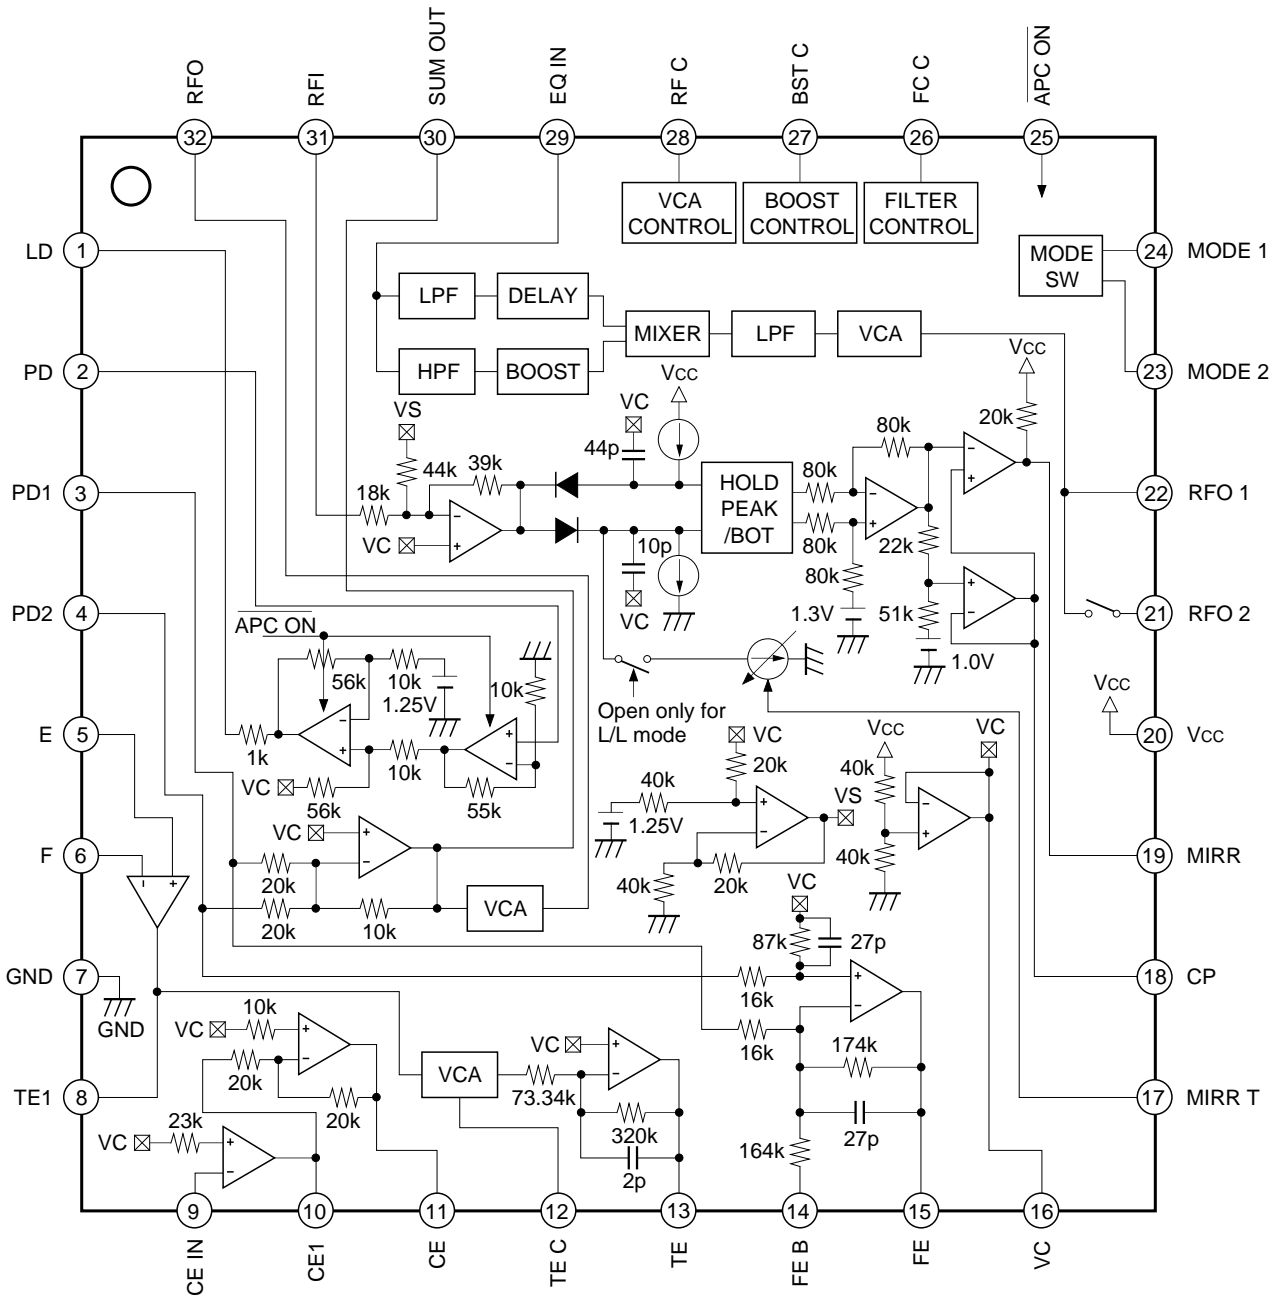 RFO
RFI
SUM OUT
EQ IN
RF C
BST C
FC C
APC ON
32
31
30
29
28
27
26
25
VCA
CONTROL
BOOST
CONTROL
FILTER
CONTROL
LD 1
MODE
SW
24 MODE 1
LPF
DELAY
MIXER
LPF
VCA
HPF
BOOST
PD 2
VCC
23 MODE 2
VS
VC
VCC
20k
44k
39k
44p
80k
PD1 3
18k
HOLD
PEAK
/BOT
80k
22 RFO 1
VC
10p
80k
22k
80k
PD2 4
VC
1.3V
51k
21 RFO 2
APC ON
56k
10k
1.25V
10k
1.0V
Open only for
L/L mode
VCC
E 5
1k
VC
56k
10k
55k
VC
20k
VCC
VC
20 VCC
40k
1.25V
VS
40k
VC
F 6
20k
20k
10k
VCA
40k
20k
40k
19 MIRR
VC
87k
27p
GND 7
GND
16k
18 CP
VC
10k
16k
20k
VC
174k
TE1 8
20k
VCA
73.34k
17 MIRR T
VC
23k
320k
27p
2p
164k
9
10
11
12
13
14
15
16
CE IN
CE1
CE
TE C
TE
FE B
FE
VC